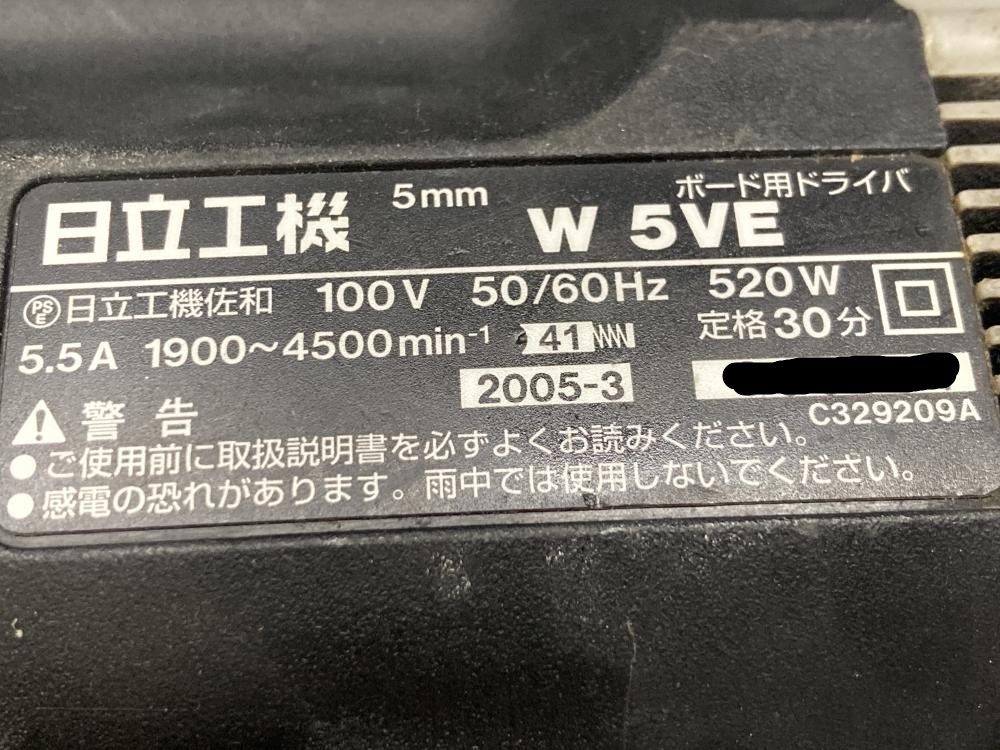 日立工機 5mm ボード用ドライバ
W 5VE
PSE 日立工機佐和 100V 50/60Hz 520W
5.5A 1900～4500min-1 41 定格30分
2005-3
C329209A
警告
●ご使用前に取扱説明書を必ずよくお読みください。
●感電の恐れがあります。雨中では使用しないでください。